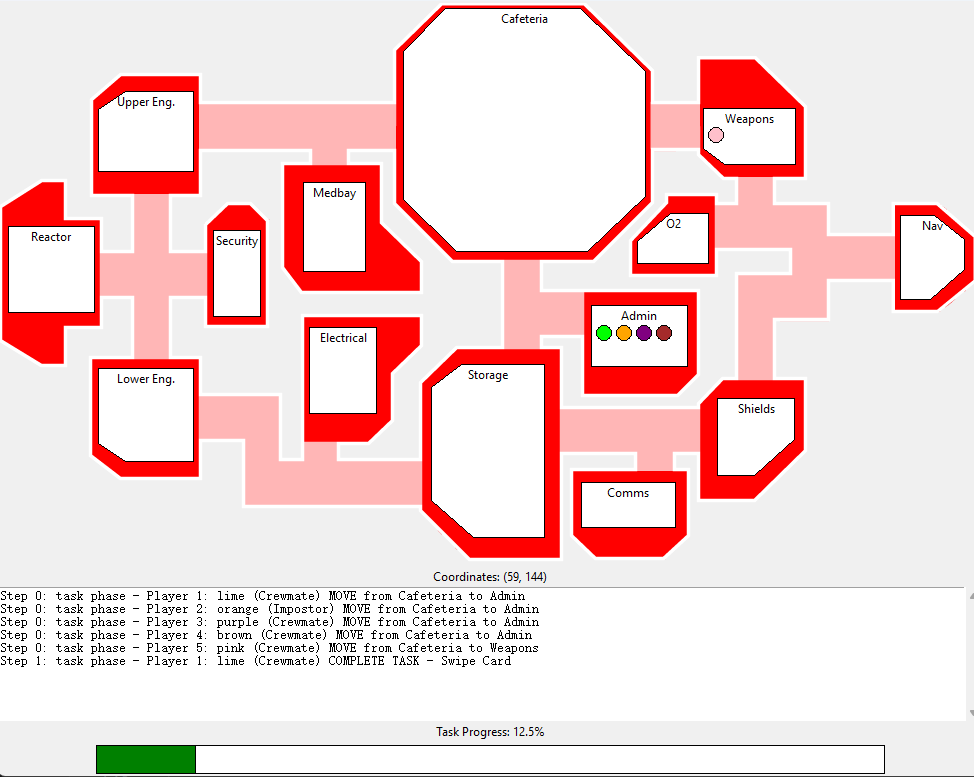 Cafeteria
Upper Eng.
Weapons
Medbay
O2
Nav
Reactor
Security
Admin
Electrical
Storage
Lower Eng.
Shields
Comms
Coordinates: (59, 144)
Step 0: task phase - Player 1: lime (Crewmate) MOVE from Cafeteria to Admin
Step 0: task phase - Player 2: orange (Impostor) MOVE from Cafeteria to Admin
Step 0: task phase - Player 3: purple (Crewmate) MOVE from Cafeteria to Admin
Step 0: task phase - Player 4: brown (Crewmate) MOVE from Cafeteria to Admin
Step 0: task phase - Player 5: pink (Crewmate) MOVE from Cafeteria to Weapons
Step 1: task phase - Player 1: lime (Crewmate) COMPLETE TASK - Swipe Card
Task Progress: 12.5%